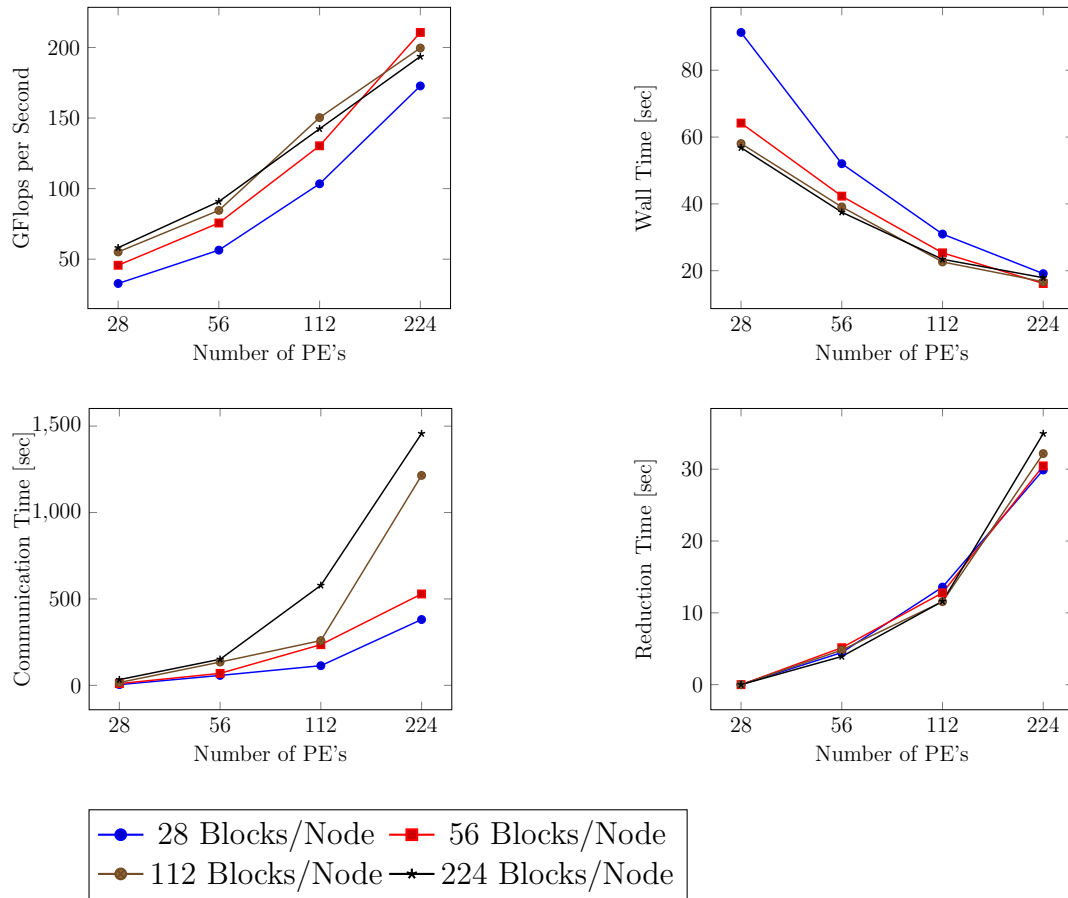 200
150
100
50
GFlops per Second
28
56
112
224
Number of PE's
80
60
40
20
Wall Time [sec]
28
56
112
224
Number of PE's
1,500
1,000
500
0
Communication Time [sec]
28
56
112
224
Number of PE's
30
20
10
0
Reduction Time [sec]
28
56
112
224
Number of PE's
28 Blocks/Node
56 Blocks/Node
112 Blocks/Node
224 Blocks/Node